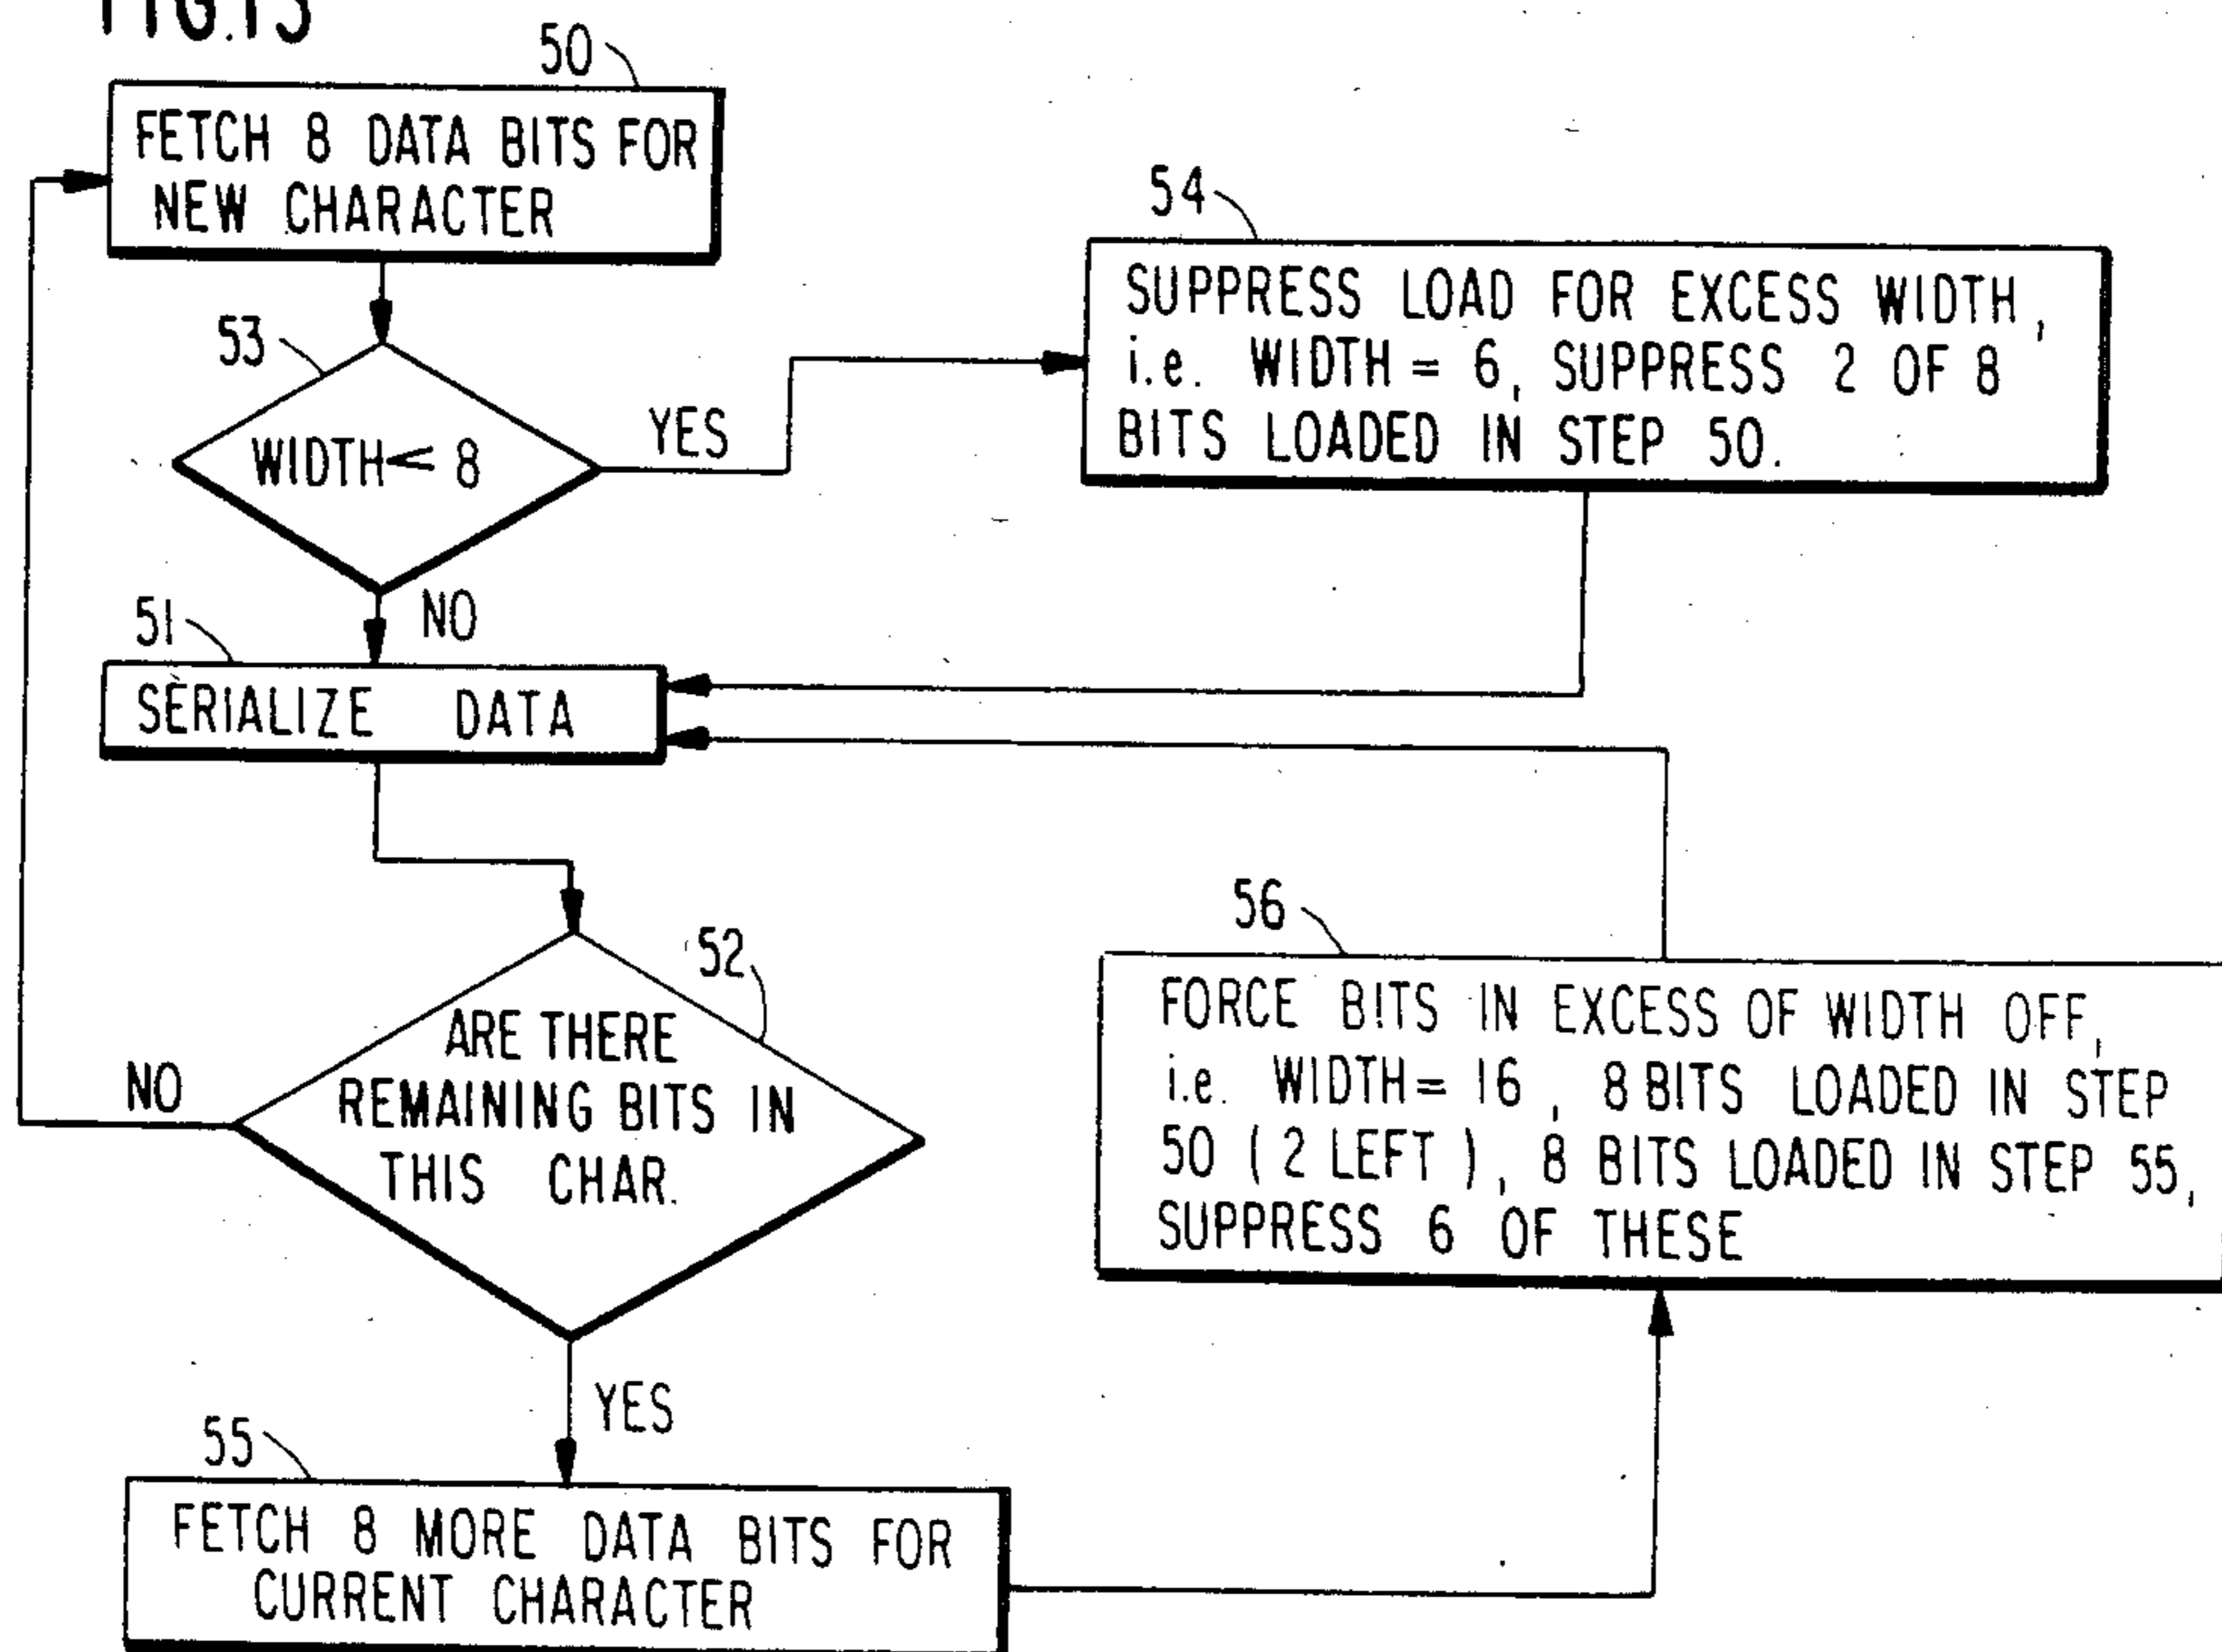 FIG.13
50
FETCH 8 DATA BITS FOR
NEW CHARACTER
53
WIDTH < 8
YES
NO
54
SUPPRESS LOAD FOR EXCESS WIDTH,
i.e. WIDTH = 6, SUPPRESS 2 OF 8
BITS LOADED IN STEP 50.
51
SERIALIZE DATA
52
ARE THERE
REMAINING BITS IN
THIS CHAR.
NO
YES
56
FORCE BITS IN EXCESS OF WIDTH OFF,
i.e. WIDTH = 16, 8 BITS LOADED IN STEP
50 (2 LEFT), 8 BITS LOADED IN STEP 55,
SUPPRESS 6 OF THESE
55
FETCH 8 MORE DATA BITS FOR
CURRENT CHARACTER